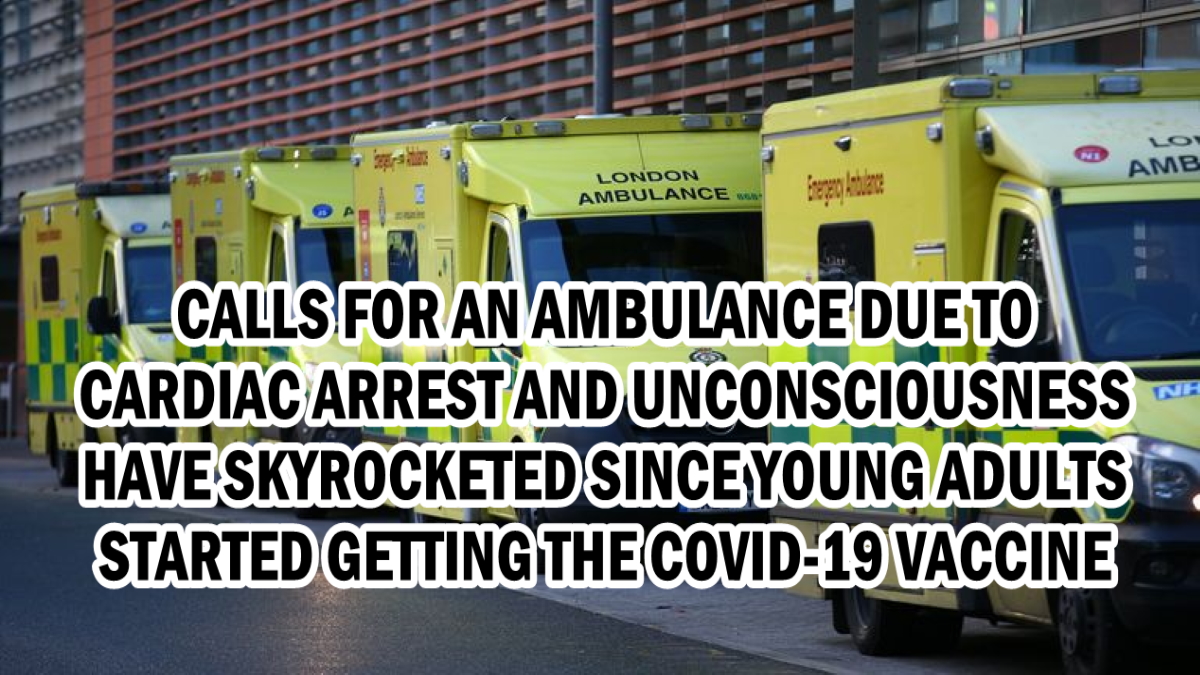 LONDON
AMBULANCE
Emergency Ambulance
N1
CALLS FOR AN AMBULANCE DUE TO
CARDIAC ARREST AND UNCONSCIOUSNESS
HAVE SKYROCKETED SINCE YOUNG ADULTS
STARTED GETTING THE COVID-19 VACCINE